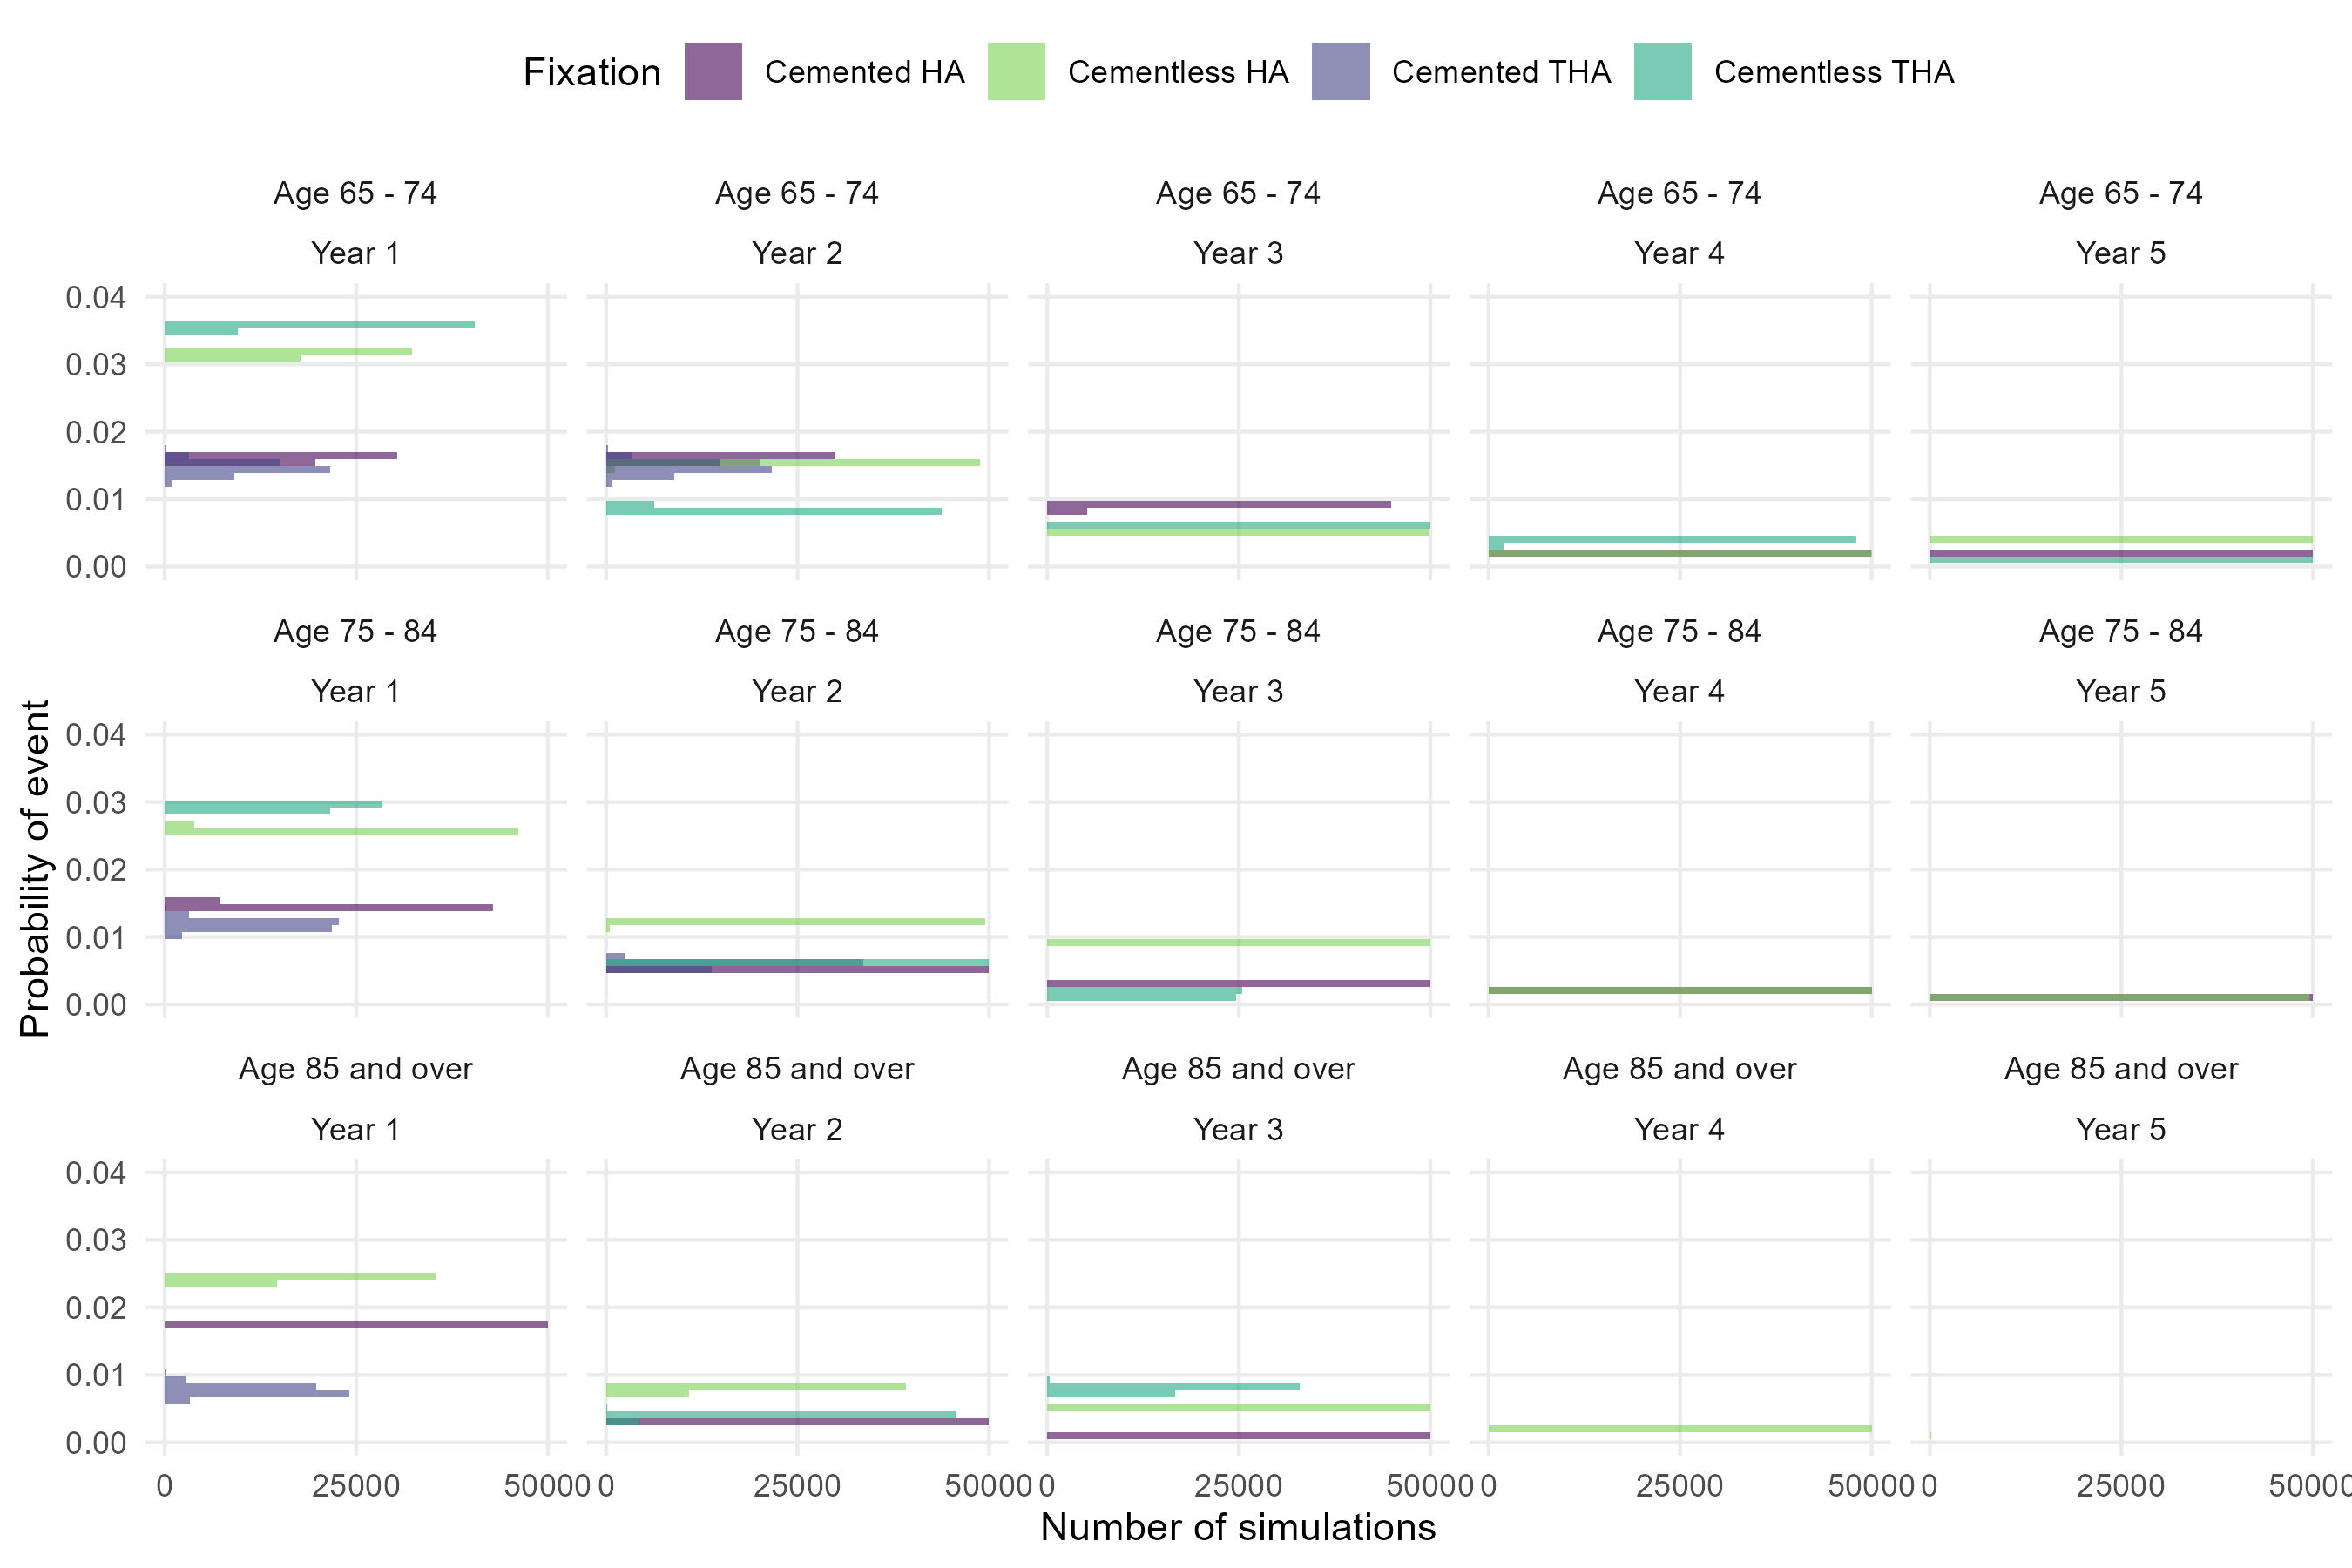 Fixation Cemented HA Cementless HA Cemented THA Cementless THA
Age 65 - 74 Age 65 - 74 Age 65 - 74 Age 65 - 74 Age 65 - 74
Year 1 Year 2 Year 3 Year 4 Year 5
0.04
0.03
0.02
0.01
0.00
Age 75 - 84 Age 75 - 84 Age 75 - 84 Age 75 - 84 Age 75 - 84
Year 1 Year 2 Year 3 Year 4 Year 5
Probability of event
0.04
0.03
0.02
0.01
0.00
Age 85 and over Age 85 and over Age 85 and over Age 85 and over Age 85 and over
Year 1 Year 2 Year 3 Year 4 Year 5
0.04
0.03
0.02
0.01
0.00
0 25000 50000 0 25000 50000 0 25000 50000 0 25000 50000 0 25000 50000
Number of simulations